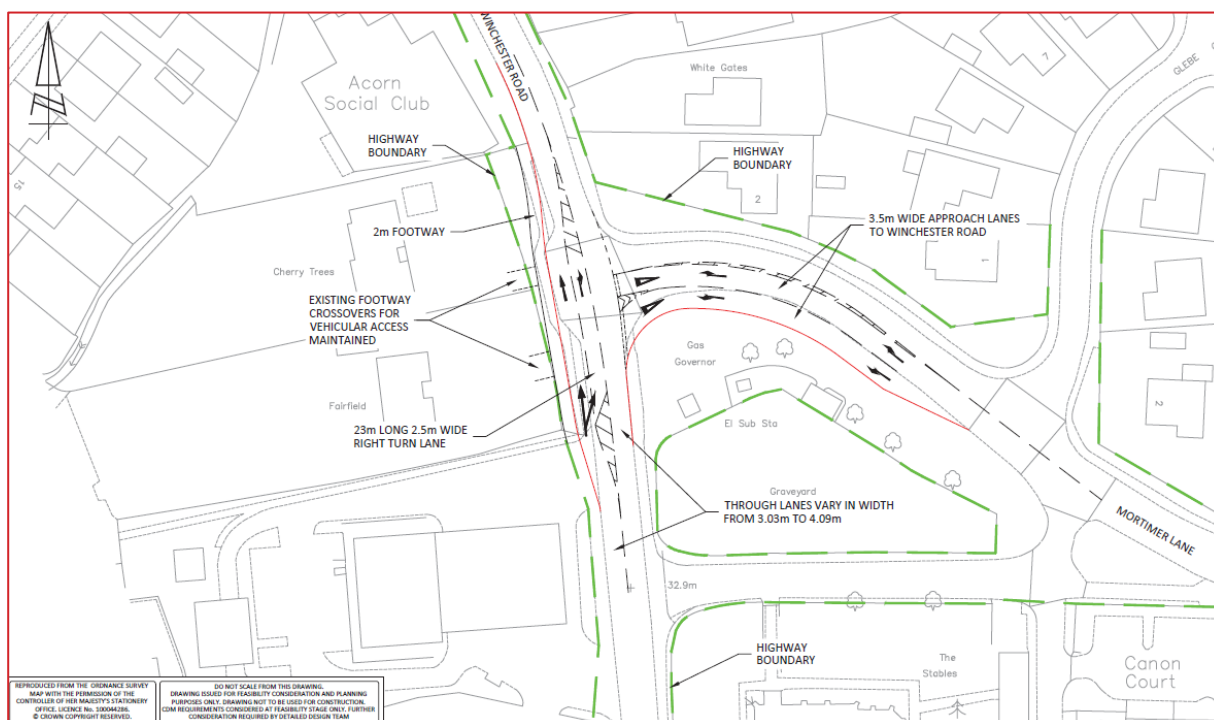 WINCHESTER ROAD
Acorn
Social Club
White Gates
7
GLEBE
HIGHWAY
BOUNDARY
HIGHWAY
BOUNDARY
15
2
3.5m WIDE APPROACH LANES
TO WINCHESTER ROAD
2m FOOTWAY
1
Cherry Trees
EXISTING FOOTWAY
CROSSOVERS FOR
VEHICULAR ACCESS
MAINTAINED
Gas
Governor
Fairfield
2
23m LONG 2.5m WIDE
RIGHT TURN LANE
El Sub Sta
Graveyard
THROUGH LANES VARY IN WIDTH
FROM 3.03m TO 4.09m
MORTIMER LANE
32.9m
HIGHWAY
BOUNDARY
The
Stables
Canon
Court
REPRODUCED FROM THE ORDNANCE SURVEY
MAP WITH THE PERMISSION OF THE
CONTROLLER OF HER MAJESTY'S STATIONERY
OFFICE. LICENCE No. 100044286.
© CROWN COPYRIGHT RESERVED.
DO NOT SCALE FROM THIS DRAWING.
DRAWING ISSUED FOR FEASIBILITY CONSIDERATION AND PLANNING
PURPOSES ONLY. DRAWING NOT TO BE USED FOR CONSTRUCTION.
CDM REQUIREMENTS CONSIDERED AT FEASIBILITY STAGE ONLY. FURTHER
CONSIDERATION REQUIRED BY DETAILED DESIGN TEAM